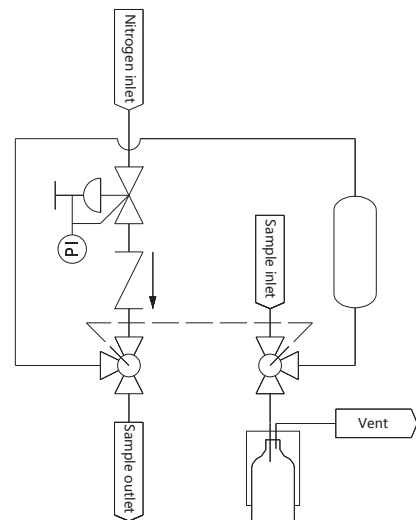 Nitrogen inlet
PI
Sample inlet
Vent
Sample outlet